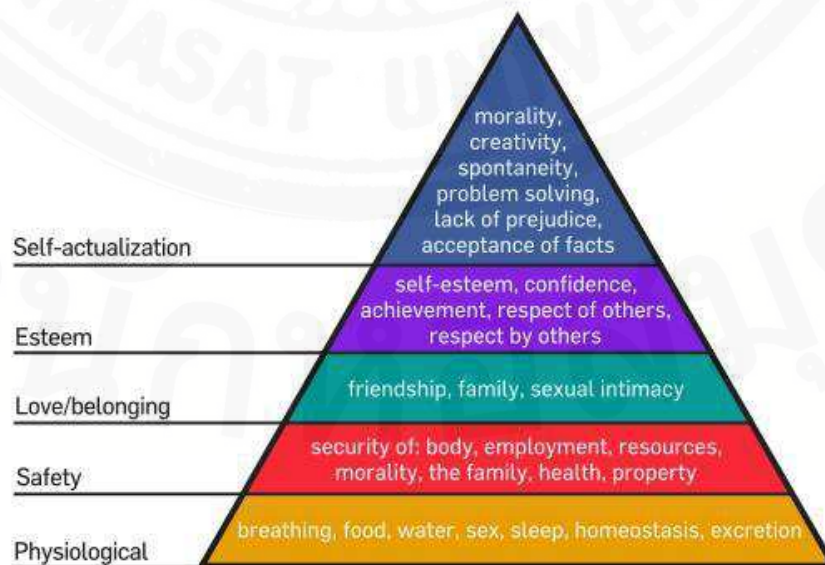 morality,
creativity,
spontaneity,
problem solving,
lack of prejudice,
acceptance of facts
Self-actualization
self-esteem, confidence,
achievement, respect of others,
respect by others
Esteem
friendship, family, sexual intimacy
Love/belonging
security of: body, employment, resources,
morality, the family, health, property
Safety
breathing, food, water, sex, sleep, homeostasis, excretion
Physiological